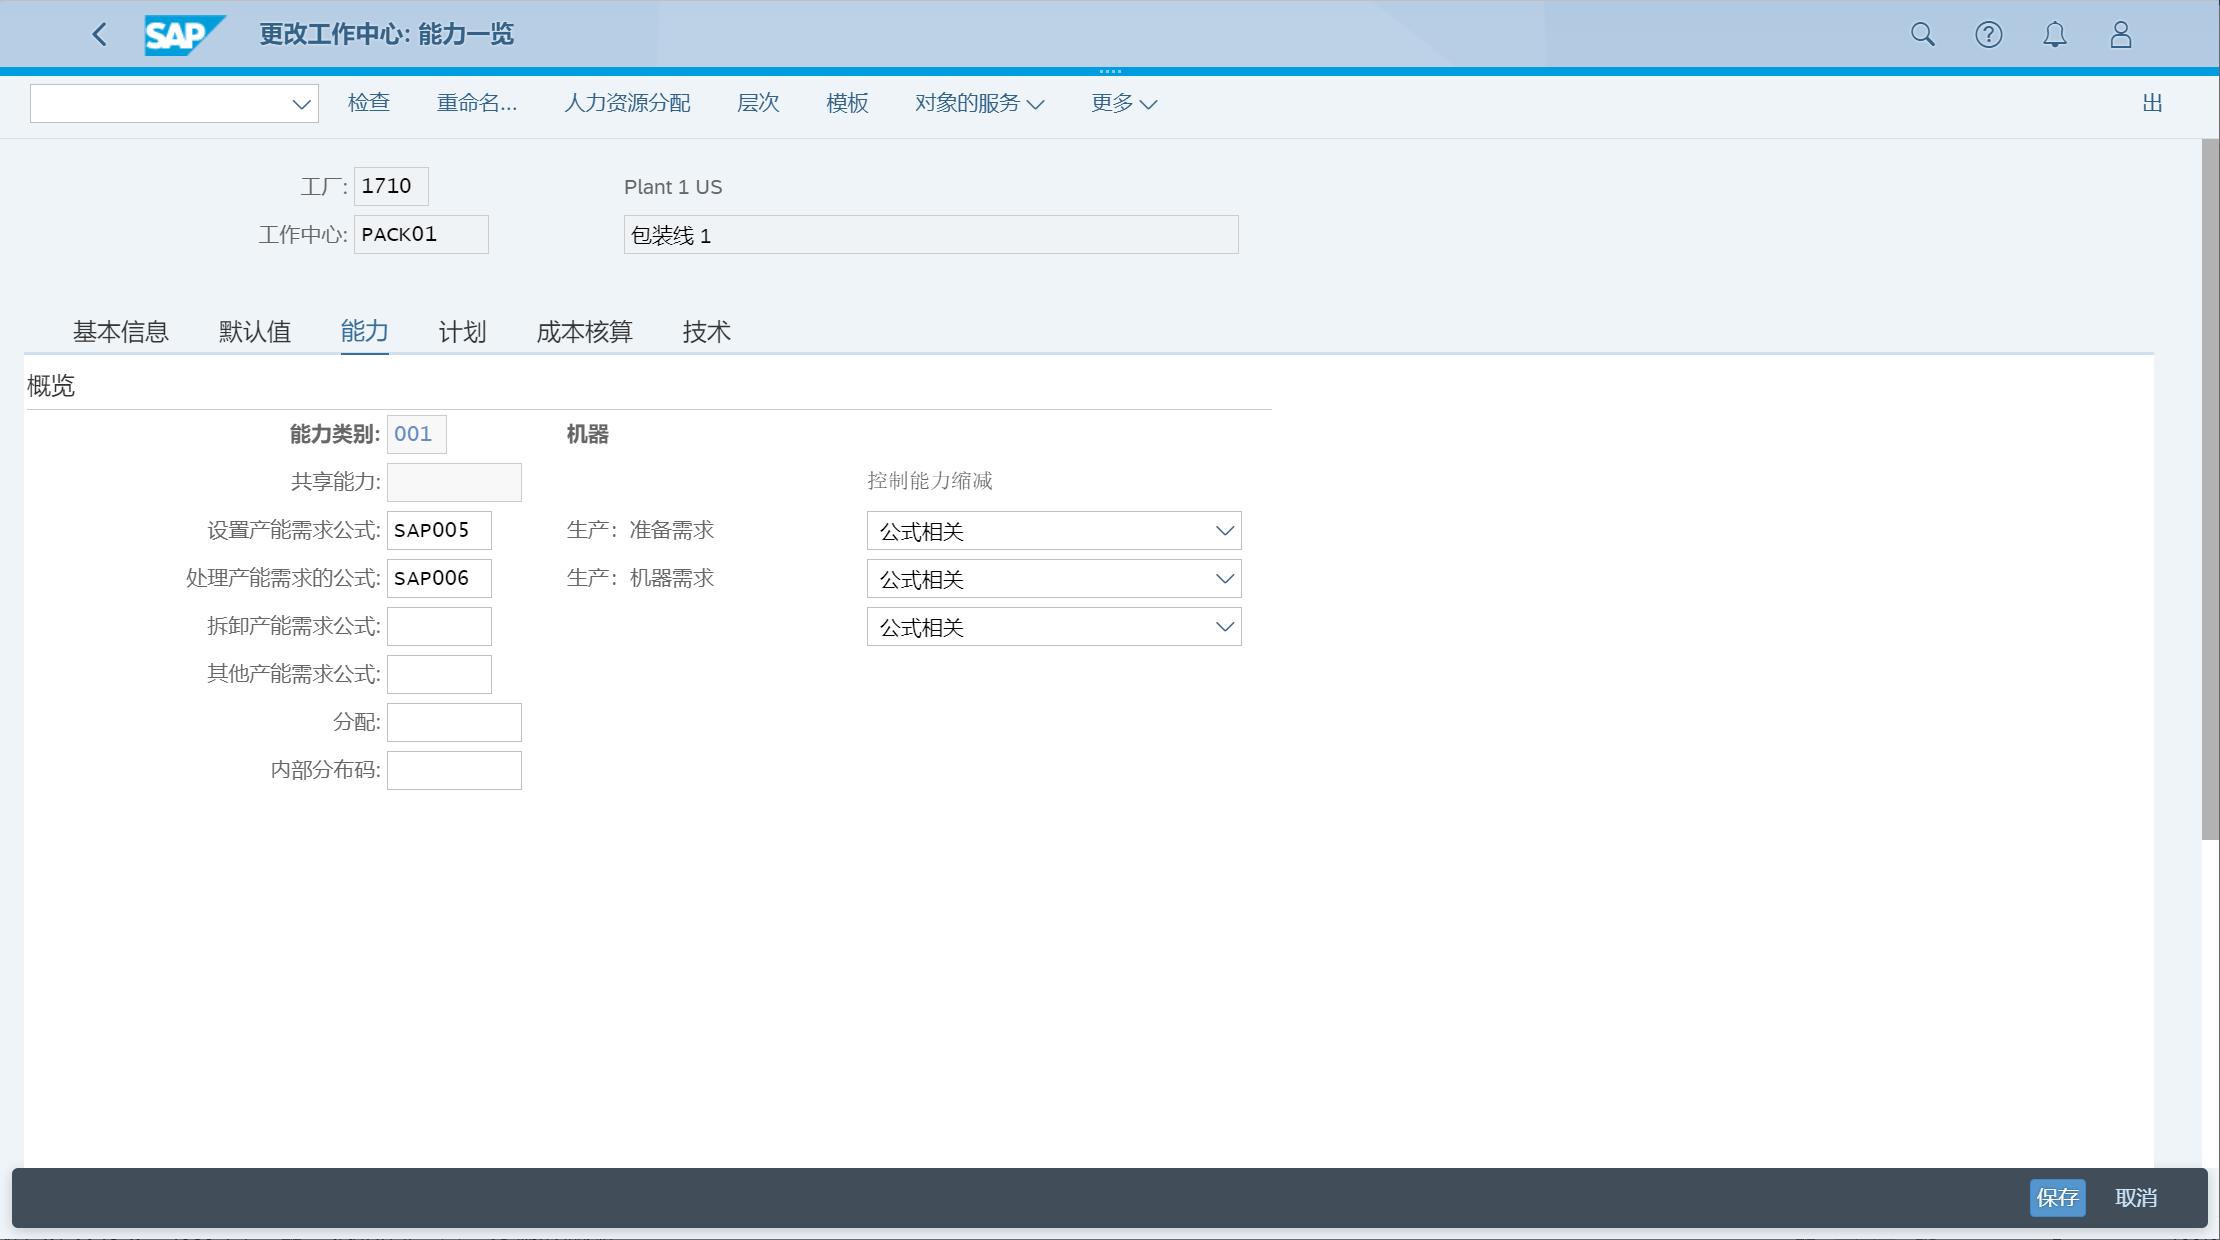 SAP 更改工作中心: 能力一览
检查 重命名... 人力资源分配 层次 模板 对象的服务 更多 出
工厂: 1710 Plant 1 US
工作中心: PACK01 包装线 1
基本信息 默认值 能力 计划 成本核算 技术
概览
能力类别: 001 机器
共享能力: 控制能力缩减
设置产能需求公式: SAP005 生产：准备需求 公式相关
处理产能需求的公式: SAP006 生产：机器需求 公式相关
拆卸产能需求公式: 公式相关
其他产能需求公式:
分配:
内部分布码:
保存 取消